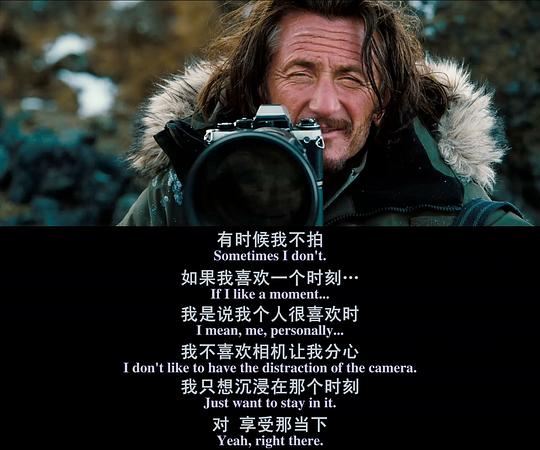 有时候我不拍
Sometimes I don't.
如果我喜欢一个时刻…
If I like a moment...
我是说我个人很喜欢时
I mean, me, personally...
我不喜欢相机让我分心
I don't like to have the distraction of the camera.
我只想沉浸在那个时刻
Just want to stay in it.
对 享受那当下
Yeah, right there.